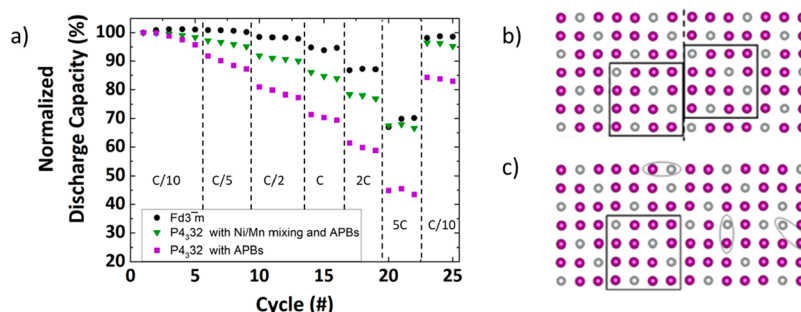 a)
Normalized
Discharge Capacity (%)
100
90
80
70
60
50
40
30
20
C/10
C/5
C/2
C
2C
5C
C/10
Fd3̅m
P4₃32 with Ni/Mn mixing and APBs
P4₃32 with APBs
0
5
10
15
20
25
Cycle (#)
b)
c)